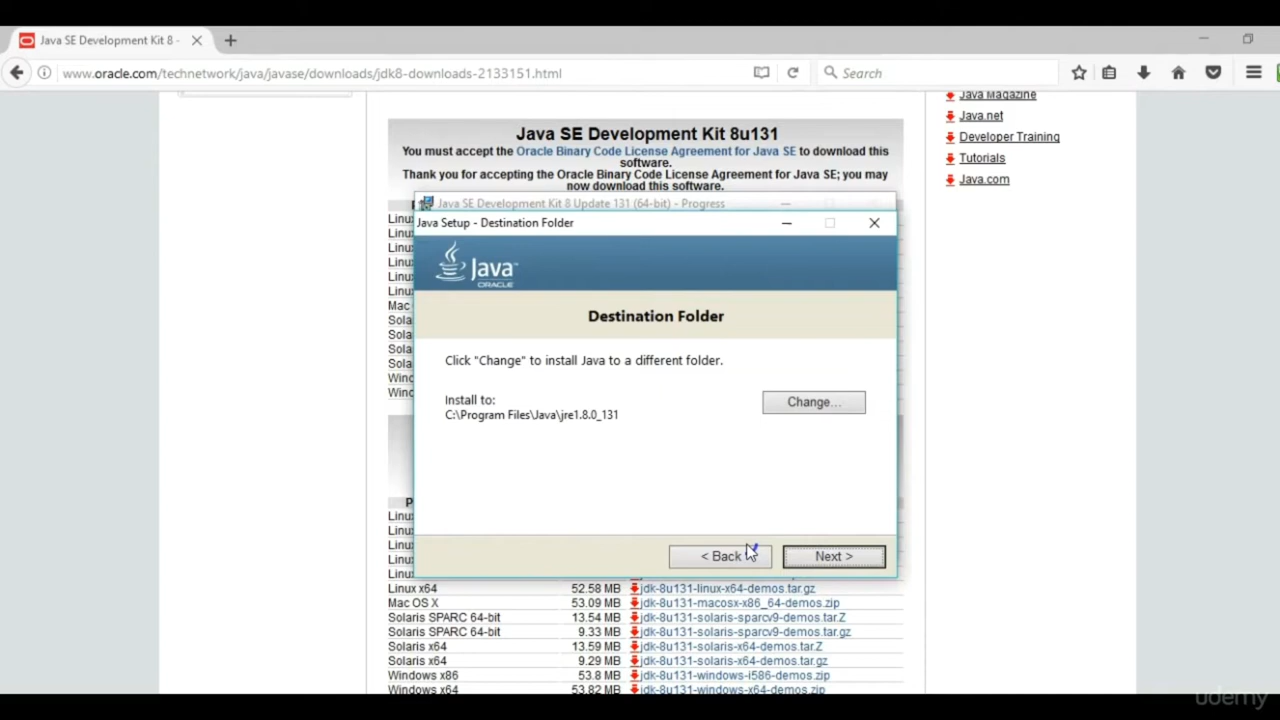 Java SE Development Kit 8 -
www.oracle.com/technetwork/java/javase/downloads/jdk8-downloads-2133151.html
Search
Java Magazine
Java.net
Developer Training
Tutorials
Java.com
Java SE Development Kit 8u131
You must accept the Oracle Binary Code License Agreement for Java SE to download this
software.
Thank you for accepting the Oracle Binary Code License Agreement for Java SE; you may
now download this software.
Java SE Development Kit 8 Update 131 (64-bit) - Progress
Java Setup - Destination Folder
Java
ORACLE
Destination Folder
Click "Change" to install Java to a different folder.
Install to:
C:\Program Files\Java\jre1.8.0_131
Change...
< Back
Next >
Linux x64 52.58 MB jdk-8u131-linux-x64-demos.tar.gz
Mac OS X 53.09 MB jdk-8u131-macosx-x86_64-demos.zip
Solaris SPARC 64-bit 13.54 MB jdk-8u131-solaris-sparcv9-demos.tar.Z
Solaris SPARC 64-bit 9.33 MB jdk-8u131-solaris-sparcv9-demos.tar.gz
Solaris x64 13.59 MB jdk-8u131-solaris-x64-demos.tar.Z
Solaris x64 9.29 MB jdk-8u131-solaris-x64-demos.tar.gz
Windows x86 53.8 MB jdk-8u131-windows-i586-demos.zip
Windows x64 53.82 MB jdk-8u131-windows-x64-demos.zip
udemy